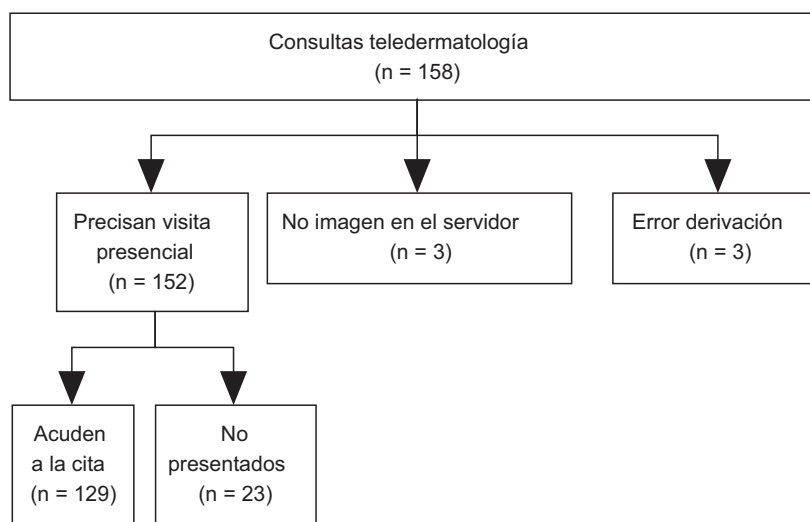 Consultas teledermatología
(n = 158)
Precisan visita
presencial
(n = 152)
No imagen en el servidor
(n = 3)
Error derivación
(n = 3)
Acuden
a la cita
(n = 129)
No
presentados
(n = 23)